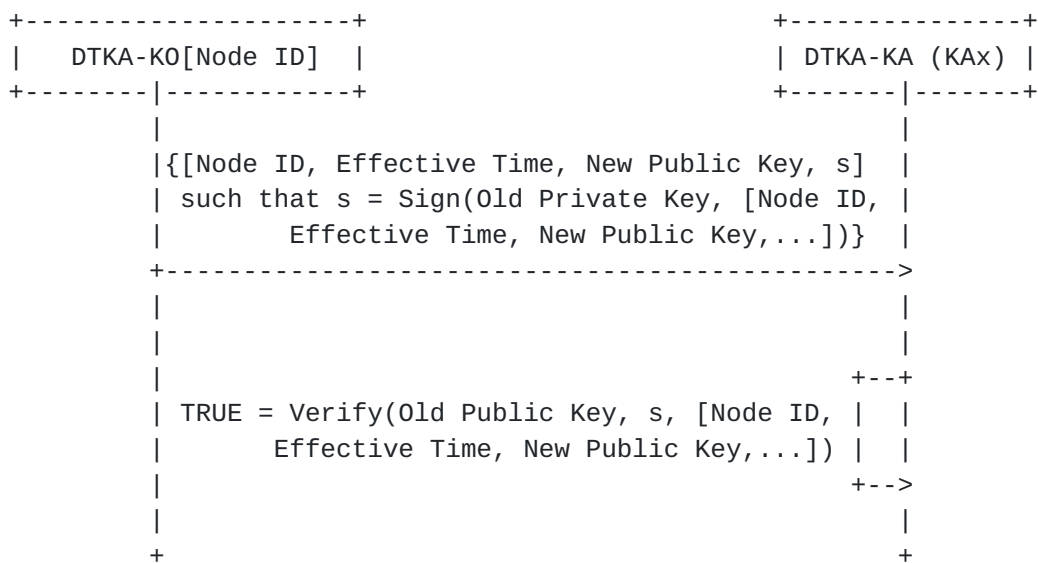 DTKA-KO[Node ID]
DTKA-KA (KAx)
{[Node ID, Effective Time, New Public Key, s]
such that s = Sign(Old Private Key, [Node ID,
Effective Time, New Public Key,...])}
TRUE = Verify(Old Public Key, s, [Node ID,
Effective Time, New Public Key,...])